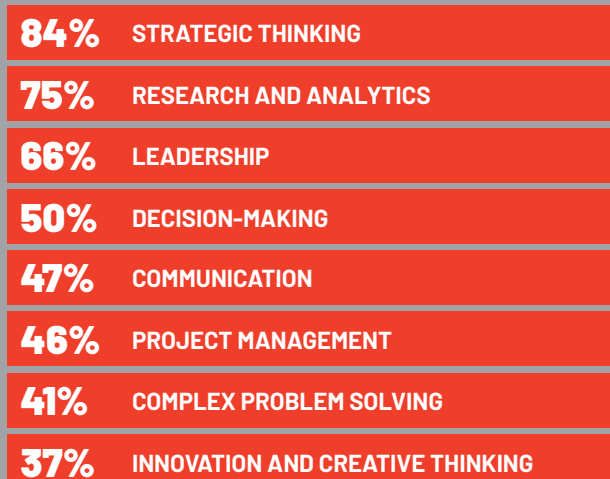 84% STRATEGIC THINKING
75% RESEARCH AND ANALYTICS
66% LEADERSHIP
50% DECISION-MAKING
47% COMMUNICATION
46% PROJECT MANAGEMENT
41% COMPLEX PROBLEM SOLVING
37% INNOVATION AND CREATIVE THINKING